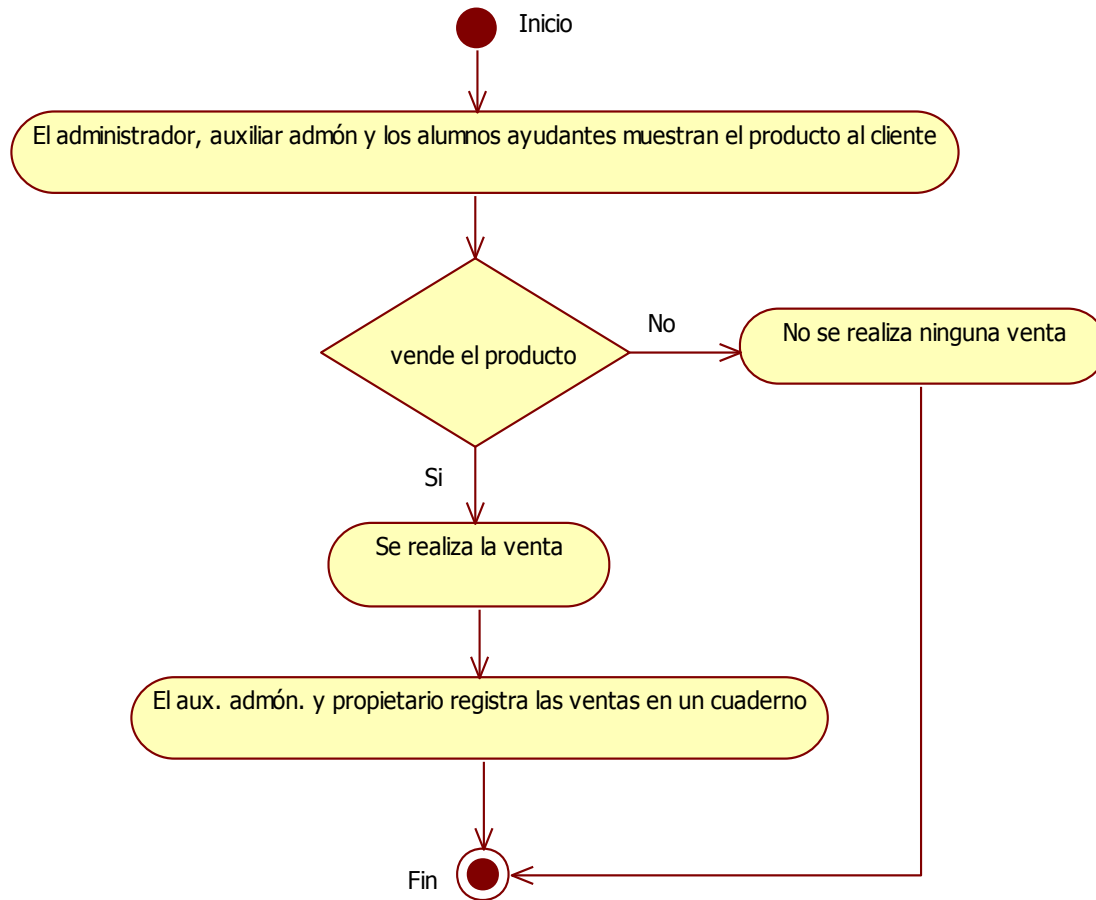 Inicio
El administrador, auxiliar admón y los alumnos ayudantes muestran el producto al cliente
No
No se realiza ninguna venta
vende el producto
Si
Se realiza la venta
El aux. admón. y propietario registra las ventas en un cuaderno
Fin